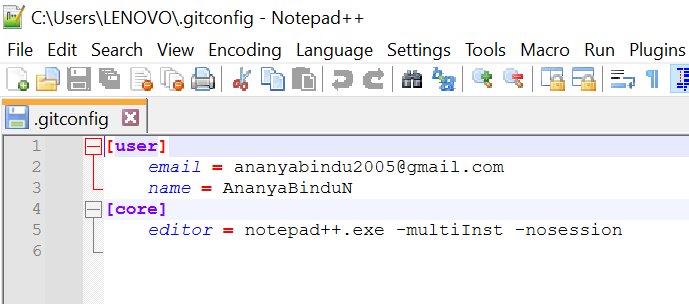 C:\Users\LENOVO\.gitconfig - Notepad++
File Edit Search View Encoding Language Settings Tools Macro Run Plugins
.gitconfig
1 [user]
2 email = ananyabindu2005@gmail.com
3 name = AnanyaBinduN
4 [core]
5 editor = notepad++.exe -multiInst -nosession
6